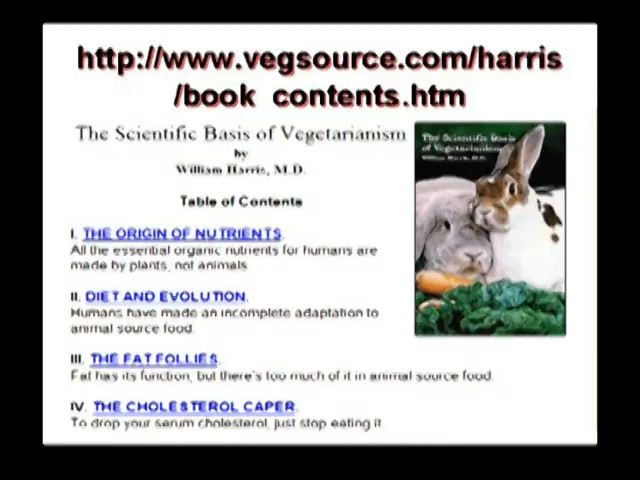 http://www.vegsource.com/harris
/book_contents.htm
The Scientific Basis of Vegetarianism
by
William Harris, M.D.
Table of Contents
I. THE ORIGIN OF NUTRIENTS.
All the essential organic nutrients for humans are
made by plants, not animals
II. DIET AND EVOLUTION.
Humans have made an incomplete adaptation to
animal source food.
III. THE FAT FOLLIES.
Fat has its function, but there's too much of it in animal source food.
IV. THE CHOLESTEROL CAPER.
To drop your serum cholesterol, just stop eating it
The Scientific Basis
of Vegetarianism
William Harris, M.D.